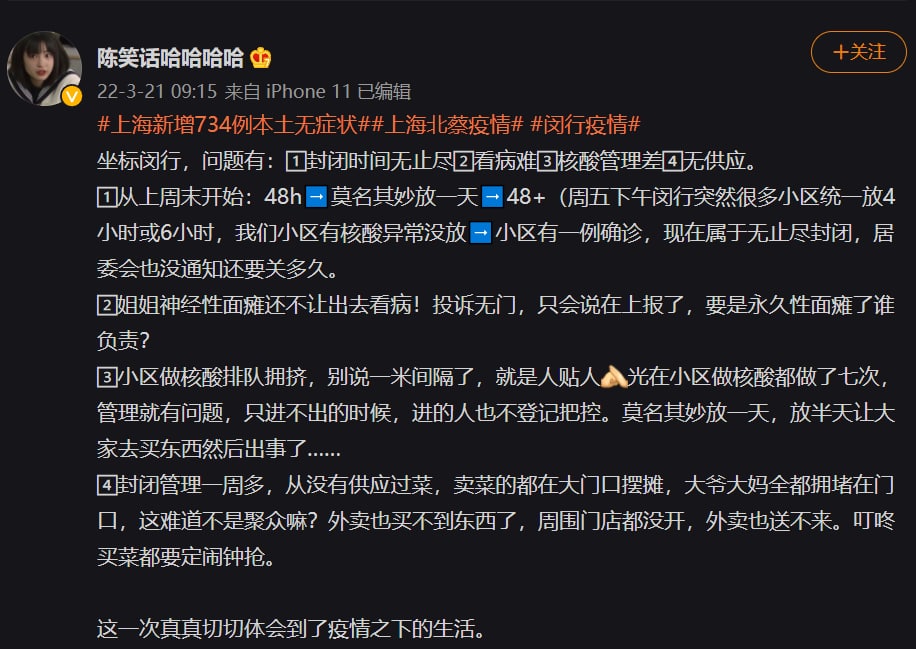 陈笑话哈哈哈哈
＋关注
22-3-21 09:15 来自 iPhone 11 已编辑
#上海新增734例本土无症状##上海北蔡疫情# #闵行疫情#
坐标闵行，问题有：1️⃣封闭时间无止尽2️⃣看病难3️⃣核酸管理差4️⃣无供应。
1️⃣从上周末开始：48h➡️莫名其妙放一天➡️48+（周五下午闵行突然很多小区统一放4
小时或6小时，我们小区有核酸异常没放➡️小区有一例确诊，现在属于无止尽封闭，居
委会也没通知还要关多久。
2️⃣姐姐神经性面瘫还不让出去看病！投诉无门，只会说在上报了，要是永久性面瘫了谁
负责？
3️⃣小区做核酸排队拥挤，别说一米间隔了，就是人贴人🫰🏻光在小区做核酸都做了七次，
管理就有问题，只进不出的时候，进的人也不登记把控。莫名其妙放一天，放半天让大
家去买东西然后出事了......
4️⃣封闭管理一周多，从没有供应过菜，卖菜的都在大门口摆摊，大爷大妈全都拥堵在门
口，这难道不是聚众嘛？外卖也买不到东西了，周围门店都没开，外卖也送不来。叮咚
买菜都要定闹钟抢。
这一次真真切切体会到了疫情之下的生活。